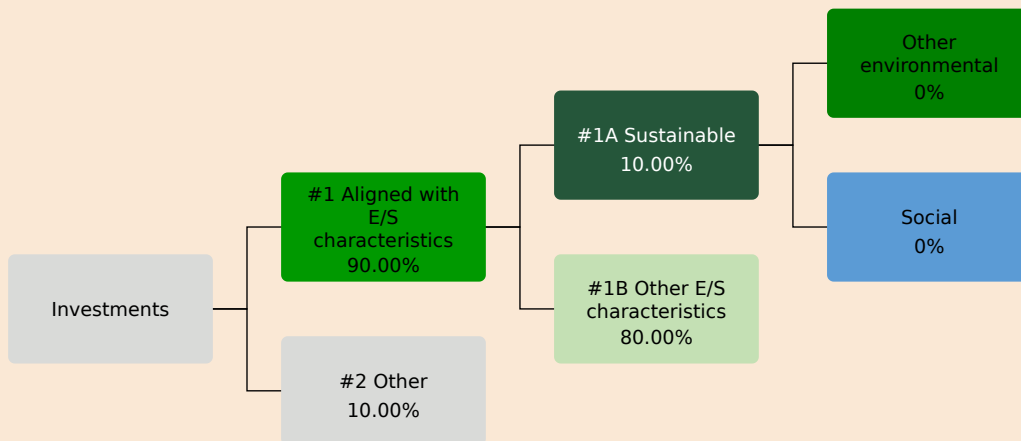 Investments
#1 Aligned with
E/S
characteristics
90.00%
#2 Other
10.00%
#1A Sustainable
10.00%
#1B Other E/S
characteristics
80.00%
Other
environmental
0%
Social
0%